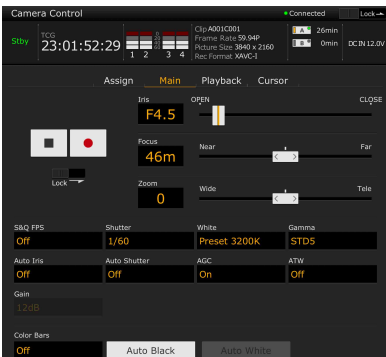 Camera Control
Connected
Lock
Stby
TCG
23:01:52:29
1 2 3 4
Clip A001C001
Frame Rate 59.94P
Picture Size 3840 x 2160
Rec Format XAVC-I
A 26min
B 0min
DC IN 12.0V
Assign Main Playback Cursor
Iris
OPEN CLOSE
F4.5
Focus
Near Far
46m
Lock
Zoom
Wide Tele
0
S&Q FPS Shutter White Gamma
Off 1/60 Preset 3200K STD5
Auto Iris Auto Shutter AGC ATW
Off Off On Off
Gain
12dB
Color Bars
Off Auto Black Auto White